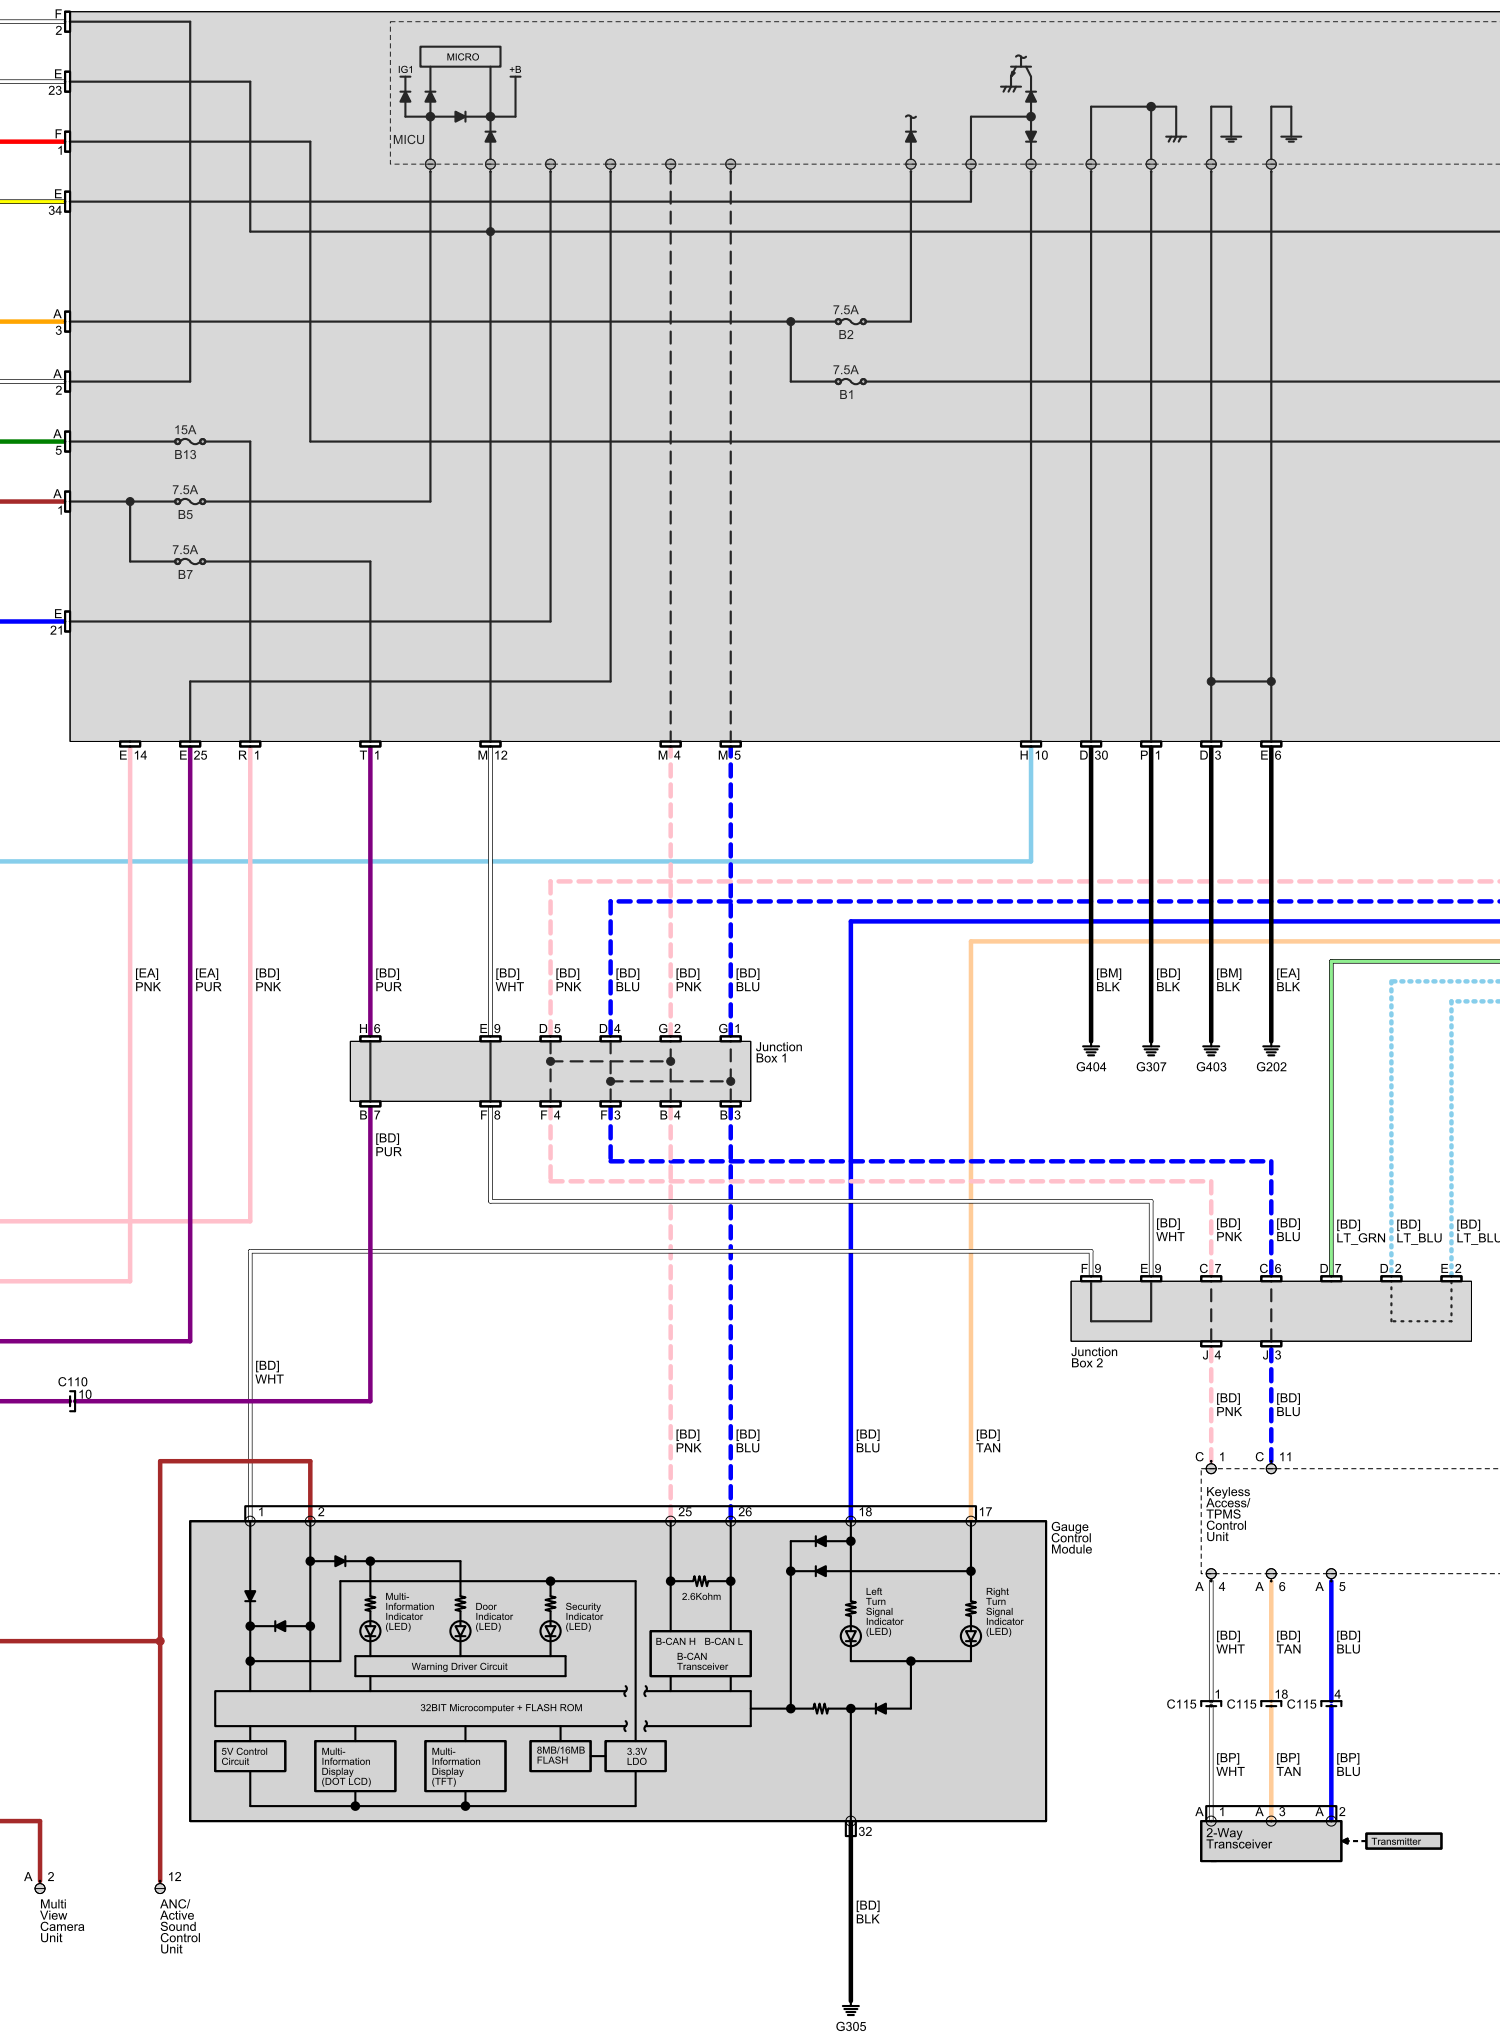 F
2
E
23
F
1
E
34
A
3
A
2
A
5
A
1
E
21
MICRO
IG1
+B
MICU
7.5A
B2
7.5A
B1
15A
B13
7.5A
B5
7.5A
B7
E 14
E 25
R 1
T 1
M 12
M 4
M 5
H 10
D 30
P 1
D 3
E 6
[EA]
PNK
[EA]
PUR
[BD]
PNK
[BD]
PUR
[BD]
WHT
[BD]
PNK
[BD]
BLU
[BD]
PNK
[BD]
BLU
[BM]
BLK
[BD]
BLK
[BM]
BLK
[EA]
BLK
H 6
E 9
D 5
D 4
G 2
G 1
Junction
Box 1
G404
G307
G403
G202
B 7
F 8
F 4
F 3
B 4
B 3
[BD]
PUR
[BD]
WHT
[BD]
PNK
[BD]
BLU
[BD]
LT_GRN
[BD]
LT_BLU
[BD]
LT_BLU
F 9
E 9
C 7
C 6
D 7
D 2
E 2
Junction
Box 2
J 4
J 3
[BD]
WHT
C110
10
[BD]
PNK
[BD]
BLU
[BD]
PNK
[BD]
BLU
[BD]
BLU
[BD]
TAN
C 1
C 11
Keyless
Access/
TPMS
Control
Unit
1
2
25
26
18
17
Gauge
Control
Module
Multi-
Information
Indicator
(LED)
Door
Indicator
(LED)
Security
Indicator
(LED)
2.6Kohm
Left
Turn
Signal
Indicator
(LED)
Right
Turn
Signal
Indicator
(LED)
B-CAN H B-CAN L
B-CAN
Transceiver
Warning Driver Circuit
32BIT Microcomputer + FLASH ROM
5V Control
Circuit
Multi-
Information
Display
(DOT LCD)
Multi-
Information
Display
(TFT)
8MB/16MB
FLASH
3.3V
LDO
32
A 4
A 6
A 5
[BD]
WHT
[BD]
TAN
[BD]
BLU
C115 1
C115 18
C115 4
[BP]
WHT
[BP]
TAN
[BP]
BLU
A 1
A 3
A 2
2-Way
Transceiver
Transmitter
A 2
Multi
View
Camera
Unit
12
ANC/
Active
Sound
Control
Unit
[BD]
BLK
G305